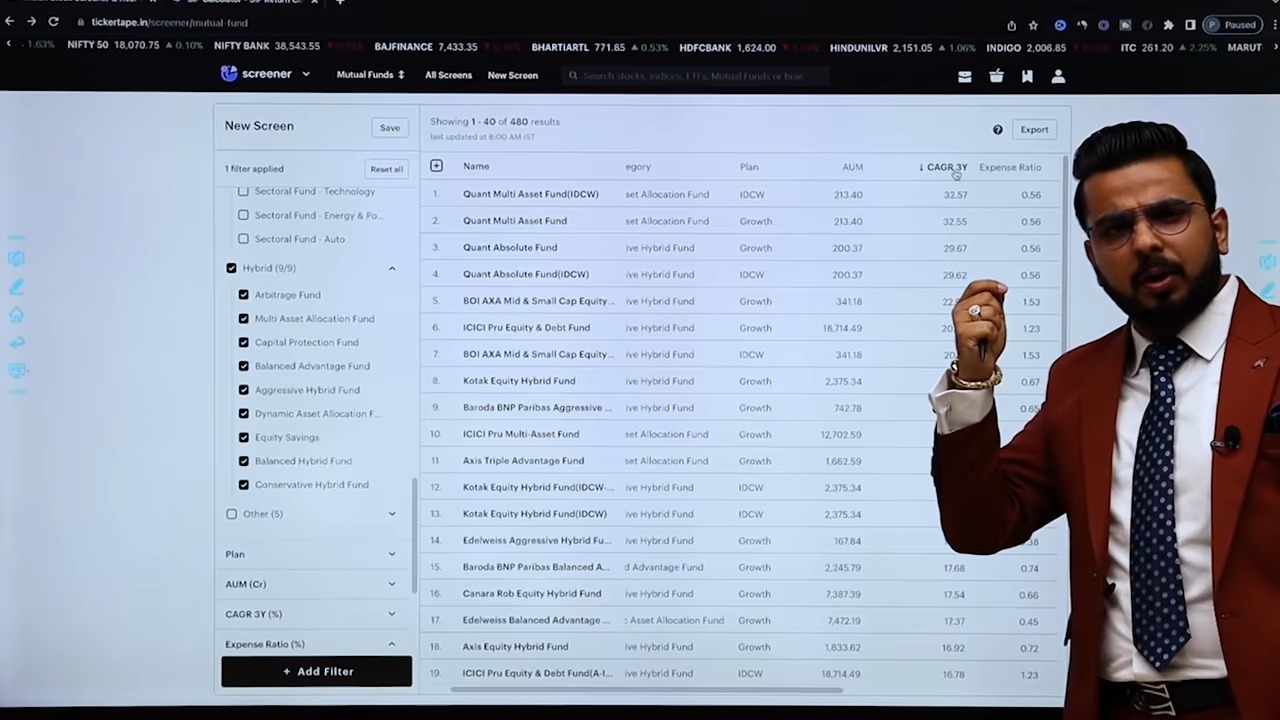 tickertape.in/screener/mutual-fund
Paused
1.63% NIFTY 50 18,070.75 0.10% NIFTY BANK 38,543.55 BAJFINANCE 7,433.35 BHARTIARTL 771.65 0.53% HDFCBANK 1,624.00 HINDUNILVR 2,151.05 1.06% INDIGO 2,006.85 ITC 261.20 2.25% MARUT
screener Mutual Funds All Screens New Screen Search stocks, indices, ETFs, Mutual Funds or brar
New Screen Save
Showing 1 - 40 of 480 results
last updated at 8:00 AM IST
Export
1 filter applied Reset all
Name egory Plan AUM ↓ CAGR 3Y Expense Ratio
Sectoral Fund - Technology
Sectoral Fund - Energy & Po...
Sectoral Fund - Auto
Hybrid (9/9)
Arbitrage Fund
Multi Asset Allocation Fund
Capital Protection Fund
Balanced Advantage Fund
Aggressive Hybrid Fund
Dynamic Asset Allocation F...
Equity Savings
Balanced Hybrid Fund
Conservative Hybrid Fund
Other (5)
Plan
AUM (Cr)
CAGR 3Y (%)
Expense Ratio (%)
+ Add Filter
1. Quant Multi Asset Fund(IDCW) set Allocation Fund IDCW 213.40 32.57 0.56
2. Quant Multi Asset Fund set Allocation Fund Growth 213.40 32.55 0.56
3. Quant Absolute Fund ive Hybrid Fund Growth 200.37 29.67 0.56
4. Quant Absolute Fund(IDCW) ive Hybrid Fund IDCW 200.37 29.62 0.56
5. BOI AXA Mid & Small Cap Equity... ive Hybrid Fund Growth 341.18 22. 1.53
6. ICICI Pru Equity & Debt Fund ive Hybrid Fund Growth 18,714.49 20. 1.23
7. BOI AXA Mid & Small Cap Equity... ive Hybrid Fund IDCW 341.18 20. 1.53
8. Kotak Equity Hybrid Fund ive Hybrid Fund Growth 2,375.34 0.67
9. Baroda BNP Paribas Aggressive ... ive Hybrid Fund Growth 742.78 0.65
10. ICICI Pru Multi-Asset Fund set Allocation Fund Growth 12,702.59
11. Axis Triple Advantage Fund set Allocation Fund Growth 1,662.59
12. Kotak Equity Hybrid Fund(IDCW-... ive Hybrid Fund IDCW 2,375.34
13. Kotak Equity Hybrid Fund(IDCW) ive Hybrid Fund IDCW 2,375.34
14. Edelweiss Aggressive Hybrid Fu... ive Hybrid Fund Growth 167.84 38
15. Baroda BNP Paribas Balanced A... d Advantage Fund Growth 2,245.79 17.68 0.74
16. Canara Rob Equity Hybrid Fund ive Hybrid Fund Growth 7,387.39 17.54 0.66
17. Edelweiss Balanced Advantage ... c Asset Allocation Fund Growth 7,472.19 17.37 0.45
18. Axis Equity Hybrid Fund ive Hybrid Fund Growth 1,833.62 16.92 0.72
19. ICICI Pru Equity & Debt Fund(A-I... ive Hybrid Fund IDCW 18,714.49 16.78 1.23